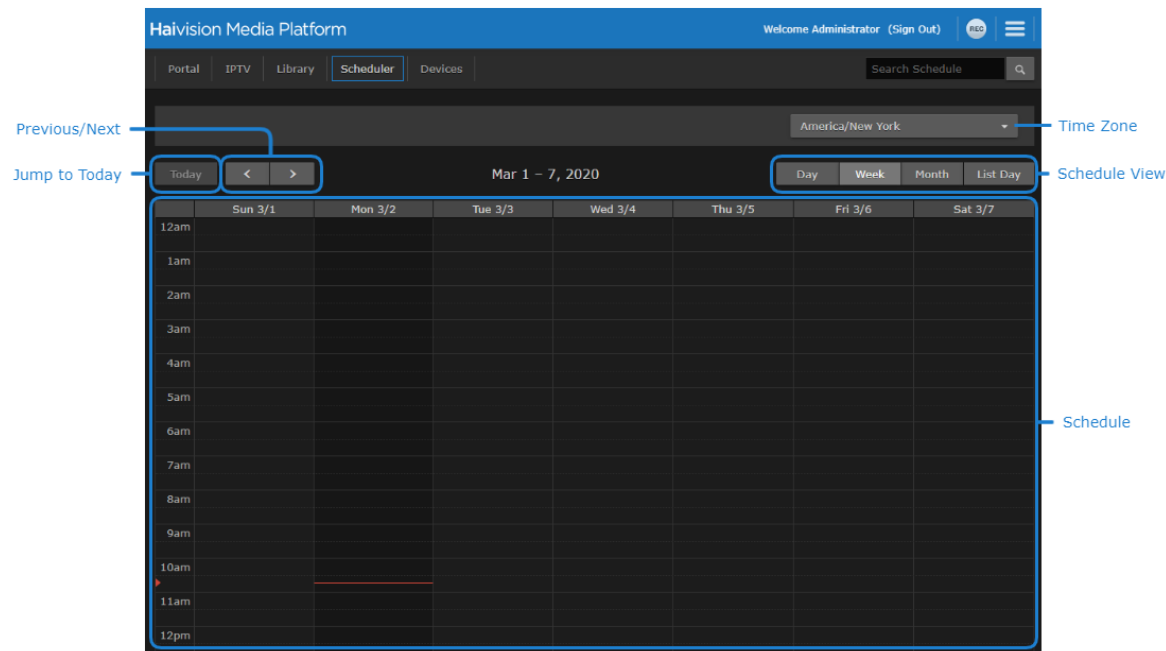 Haivision Media Platform
Welcome Administrator (Sign Out)
REC
Portal IPTV Library Scheduler Devices
Search Schedule
Previous/Next
America/New York
Time Zone
Jump to Today
Today < >
Mar 1 – 7, 2020
Day Week Month List Day
Schedule View
Sun 3/1 Mon 3/2 Tue 3/3 Wed 3/4 Thu 3/5 Fri 3/6 Sat 3/7
12am
1am
2am
3am
4am
5am
6am
Schedule
7am
8am
9am
10am
11am
12pm